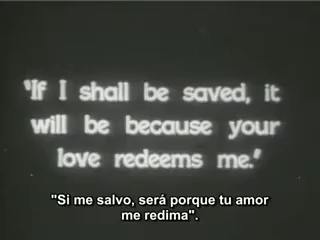 'If I shall be saved, it
will be because your
love redeems me.'
"Si me salvo, será porque tu amor
me redima".